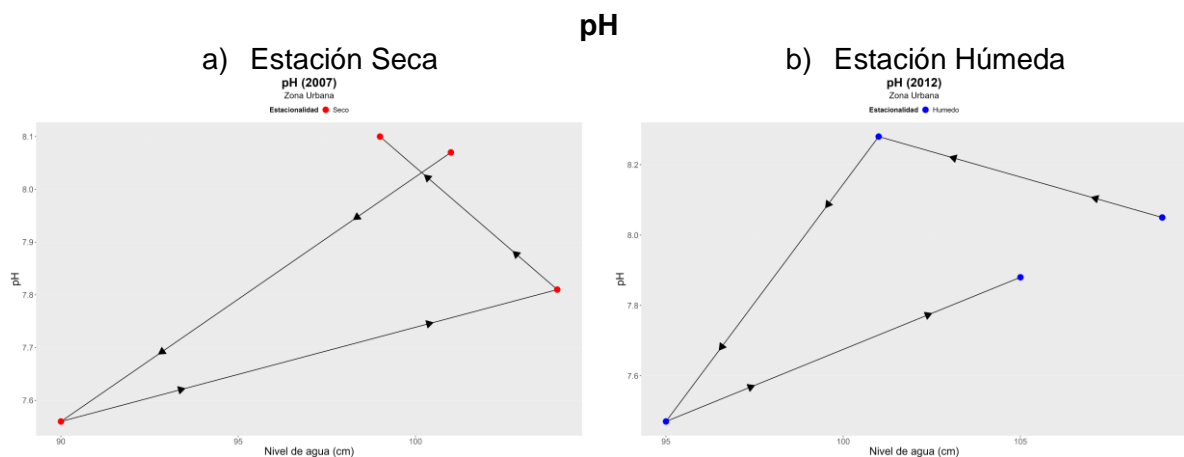 pH
a) Estación Seca
pH (2007)
Zona Urbana
Estacionalidad Seco
8.1
8.0
7.9
7.8
7.7
7.6
pH
90
95
100
Nivel de agua (cm)
b) Estación Húmeda
pH (2012)
Zona Urbana
Estacionalidad Humedo
8.2
8.0
7.8
7.6
pH
95
100
105
Nivel de agua (cm)